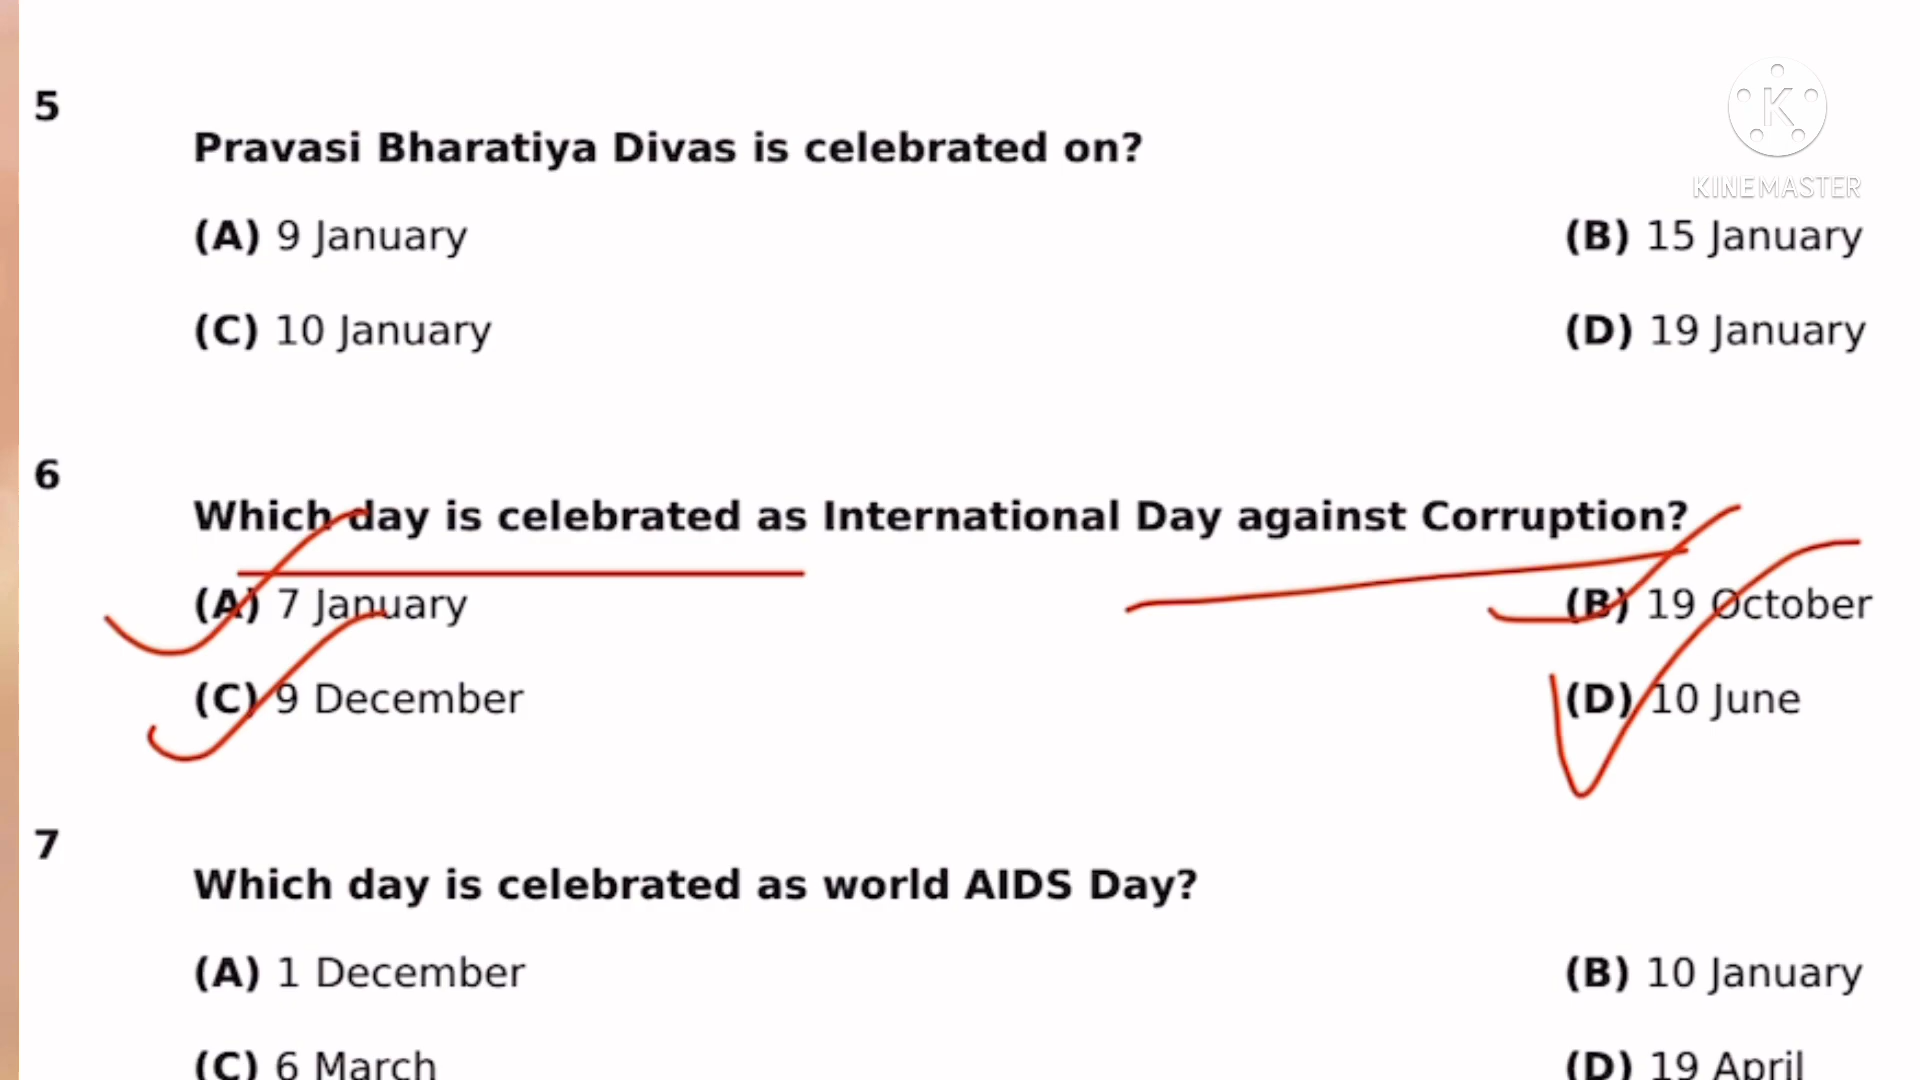 5
Pravasi Bharatiya Divas is celebrated on?
(A) 9 January (B) 15 January
(C) 10 January (D) 19 January
KINEMASTER
6
Which day is celebrated as International Day against Corruption?
(A) 7 January (B) 19 October
(C) 9 December (D) 10 June
7
Which day is celebrated as world AIDS Day?
(A) 1 December (B) 10 January
(C) 6 March (D) 19 April